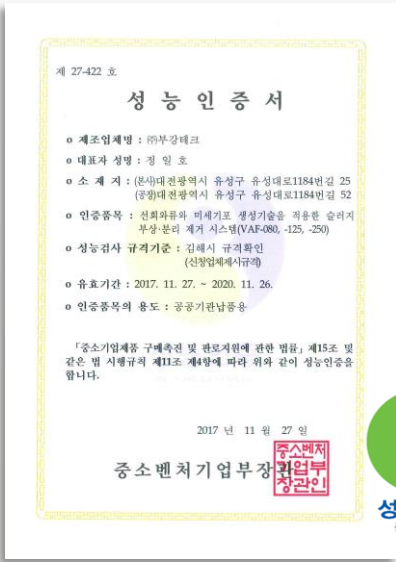 제 27-422 호
성능인증서
o 제조업체명 : ㈜부강테크
o 대표자 성명 : 정 일 호
o 소 재 지 : (본사)대전광역시 유성구 유성대로1184번길 25
(공장)대전광역시 유성구 유성대로1184번길 52
o 인증품목 : 선회와류와 미세기포 생성기술을 적용한 슬러지
부상·분리 제거 시스템(VAF-080, -125, -250)
o 성능검사 규격기준 : 김해시 규격확인
(신청업체제시규격)
o 유효기간 : 2017. 11. 27. ~ 2020. 11. 26.
o 인증품목의 용도 : 공공기관납품용
「중소기업제품 구매촉진 및 판로지원에 관한 법률」 제15조 및
같은 법 시행규칙 제11조 제4항에 따라 위와 같이 성능인증을
합니다.
2017 년 11 월 27 일
중소벤처기업부장관
중소벤처
기업부
장관인
성